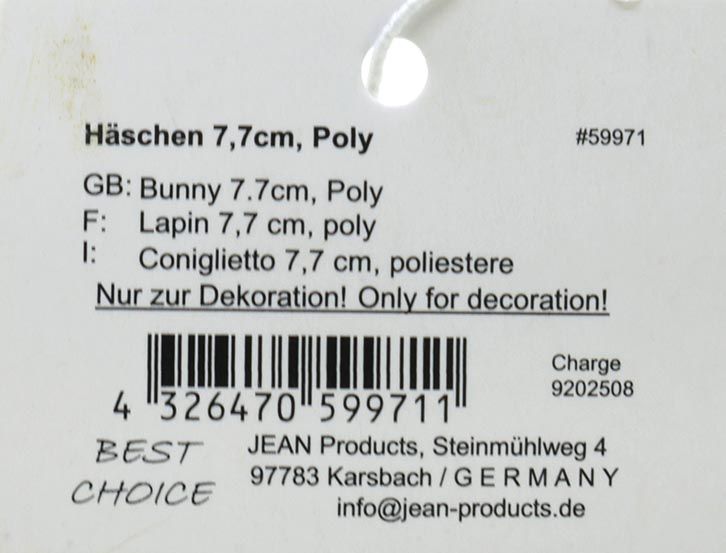 Häschen 7,7cm, Poly #59971
GB: Bunny 7.7cm, Poly
F: Lapin 7,7 cm, poly
I: Coniglietto 7,7 cm, poliestere
Nur zur Dekoration! Only for decoration!
Charge
9202508
4 326470 599711
BEST
CHOICE
JEAN Products, Steinmühlweg 4
97783 Karsbach / GERMANY
info@jean-products.de